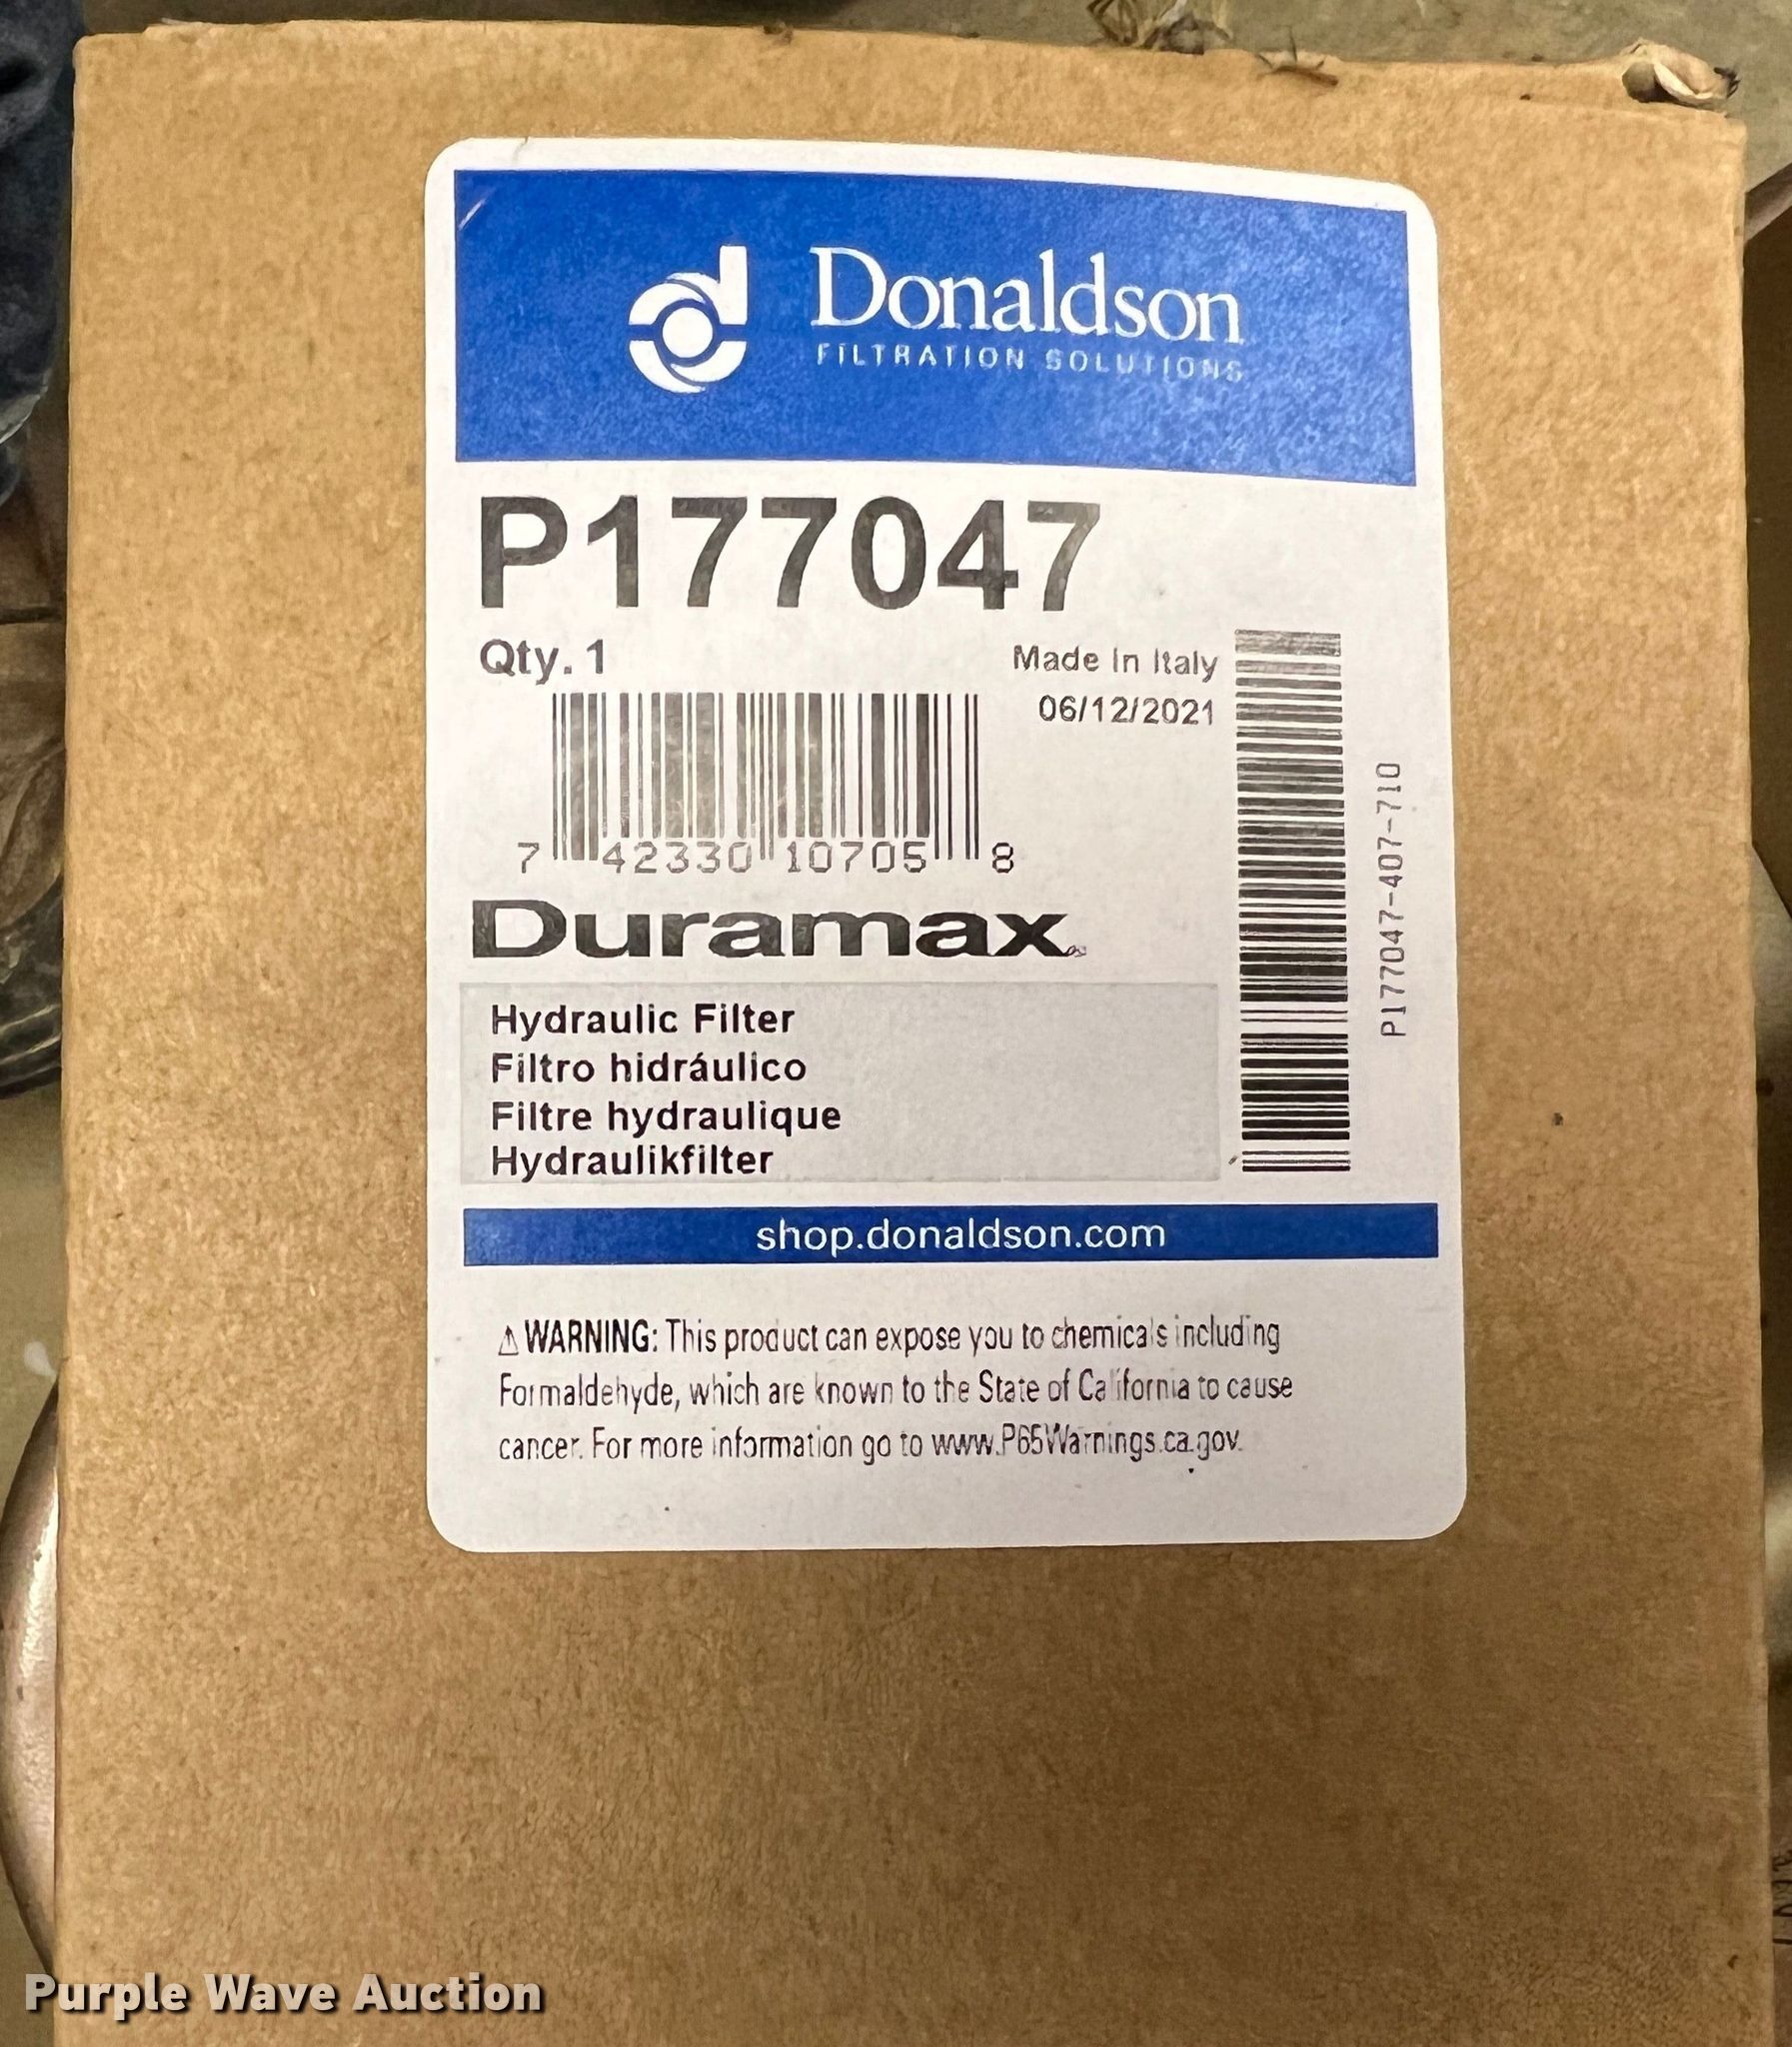 Donaldson
FILTRATION SOLUTIONS
P177047
Qty. 1
Made In Italy
06/12/2021
7 42330 10705 8
P177047-407-710
Duramax
Hydraulic Filter
Filtro hidráulico
Filtre hydraulique
Hydraulikfilter
shop.donaldson.com
⚠ WARNING: This product can expose you to chemicals including
Formaldehyde, which are known to the State of California to cause
cancer. For more information go to www.P65Warnings.ca.gov.
Purple Wave Auction